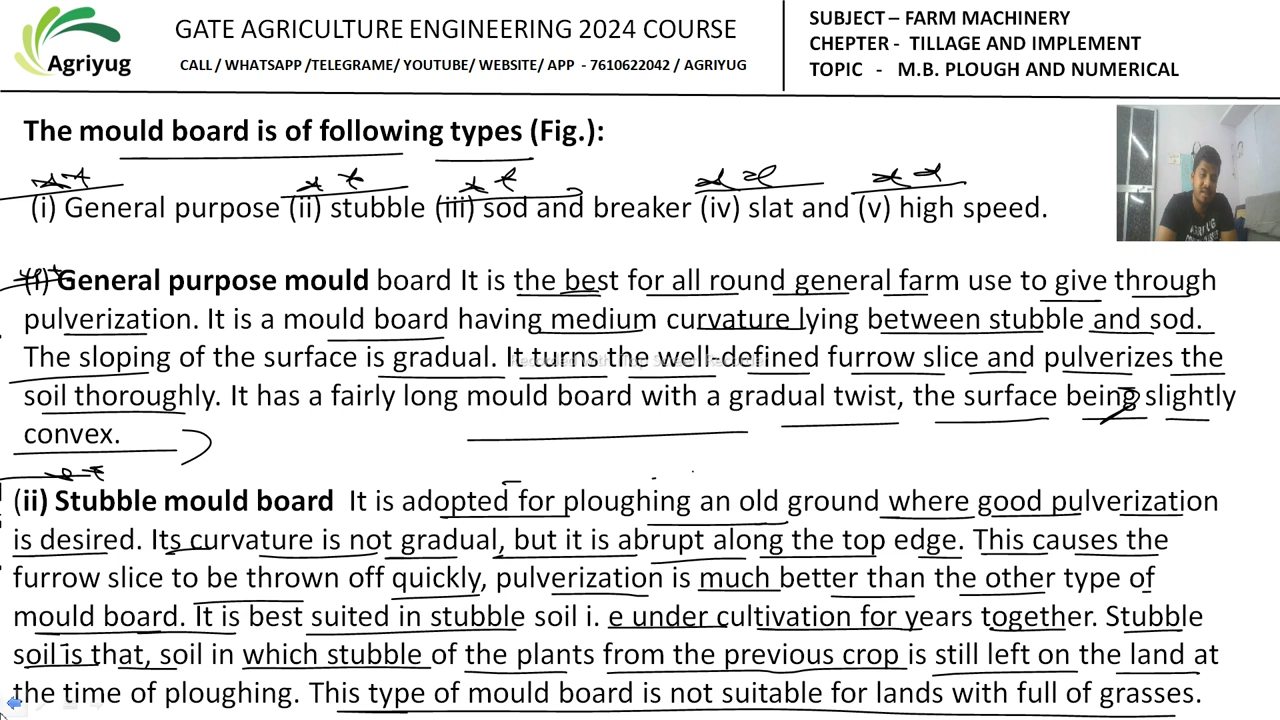 Agriyug
GATE AGRICULTURE ENGINEERING 2024 COURSE
CALL / WHATSAPP /TELEGRAME/ YOUTUBE/ WEBSITE/ APP - 7610622042 / AGRIYUG
SUBJECT – FARM MACHINERY
CHEPTER - TILLAGE AND IMPLEMENT
TOPIC - M.B. PLOUGH AND NUMERICAL
The mould board is of following types (Fig.):
(i) General purpose (ii) stubble (iii) sod and breaker (iv) slat and (v) high speed.
(i) General purpose mould board It is the best for all round general farm use to give through
pulverization. It is a mould board having medium curvature lying between stubble and sod.
The sloping of the surface is gradual. It turns the well-defined furrow slice and pulverizes the
soil thoroughly. It has a fairly long mould board with a gradual twist, the surface being slightly
convex.
(ii) Stubble mould board It is adopted for ploughing an old ground where good pulverization
is desired. Its curvature is not gradual, but it is abrupt along the top edge. This causes the
furrow slice to be thrown off quickly, pulverization is much better than the other type of
mould board. It is best suited in stubble soil i. e under cultivation for years together. Stubble
soil is that, soil in which stubble of the plants from the previous crop is still left on the land at
the time of ploughing. This type of mould board is not suitable for lands with full of grasses.